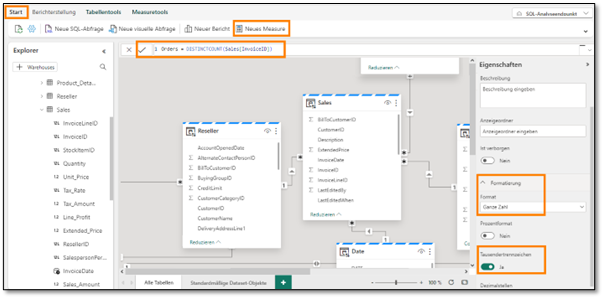 Start Berichterstellung Tabellentools Measuretools
SQL-Analyseendpunkt
Neue SQL-Abfrage Neue visuelle Abfrage Neuer Bericht Neues Measure
Explorer
+ Warehouses
Product_Deta...
Reseller
Sales
InvoiceLineID
InvoiceID
StockItemID
Quantity
Unit_Price
Tax_Rate
Tax_Amount
Line_Profit
Extended_Price
ResellerID
SalespersonPer...
InvoiceDate
Sales_Amount
1 Orders = DISTINCTCOUNT(Sales[InvoiceID])
Reduzieren
Reseller
AccountOpenedDate
AlternateContactPersonID
BillToCustomerID
BuyingGroupID
CreditLimit
CustomerCategoryID
CustomerID
CustomerName
DeliveryAddressLine1
Reduzieren
Sales
BillToCustomerID
CustomerName
Description
ExtendedPrice
InvoiceDate
InvoiceID
InvoiceLineID
LastEditedBy
LastEditedWhen
Reduzieren
Date
Alle Tabellen Standardmäßige Dataset-Objekte +
100 %
Eigenschaften
Beschreibung
Beschreibung eingeben
Anzeigeordner
Anzeigeordner eingeben
Ist verborgen
Nein
Formatierung
Format
Ganze Zahl
Prozentformat
Nein
Tausendertrennzeichen
Ja
Dezimalstellen